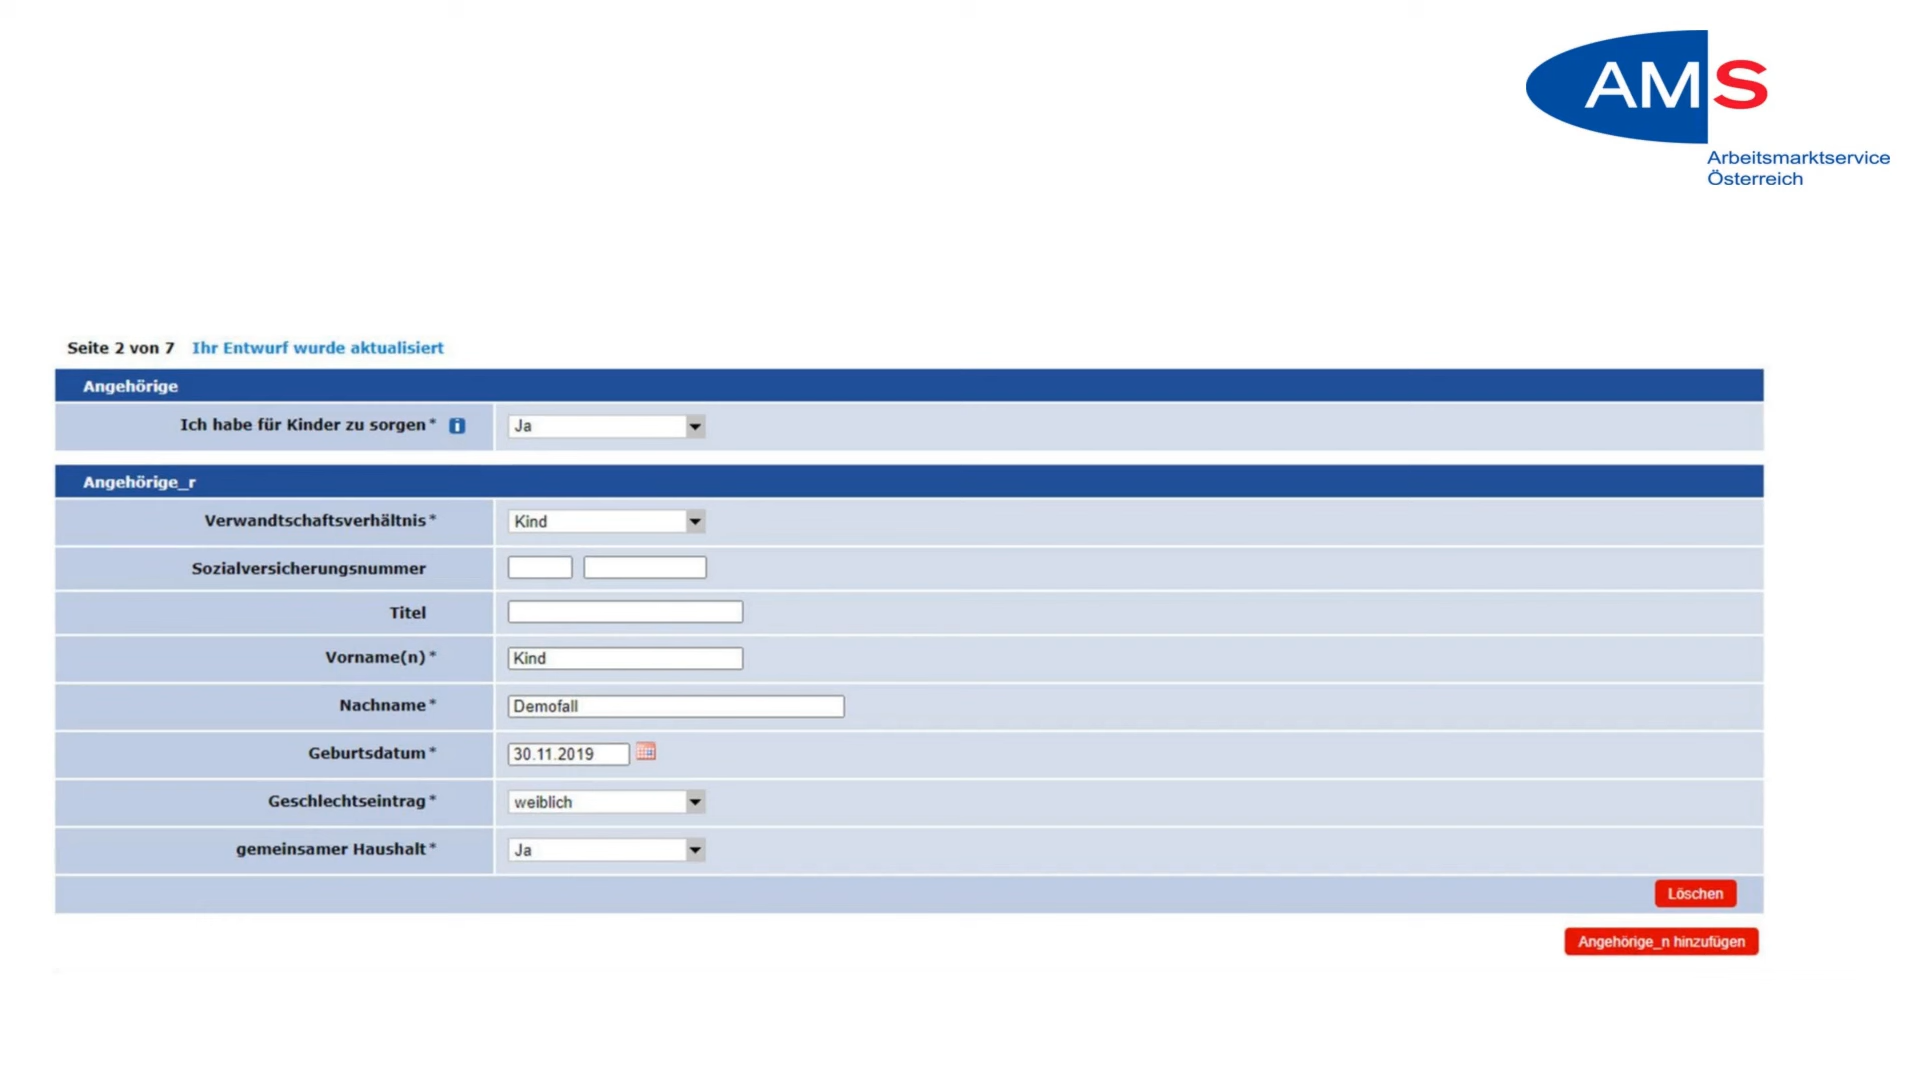 AMS
Arbeitsmarktservice
Österreich
Seite 2 von 7 Ihr Entwurf wurde aktualisiert
Angehörige
Ich habe für Kinder zu sorgen* i Ja
Angehörige_r
Verwandtschaftsverhältnis* Kind
Sozialversicherungsnummer
Titel
Vorname(n)* Kind
Nachname* Demofall
Geburtsdatum* 30.11.2019
Geschlechtseintrag* weiblich
gemeinsamer Haushalt* Ja
Löschen
Angehörige_n hinzufügen